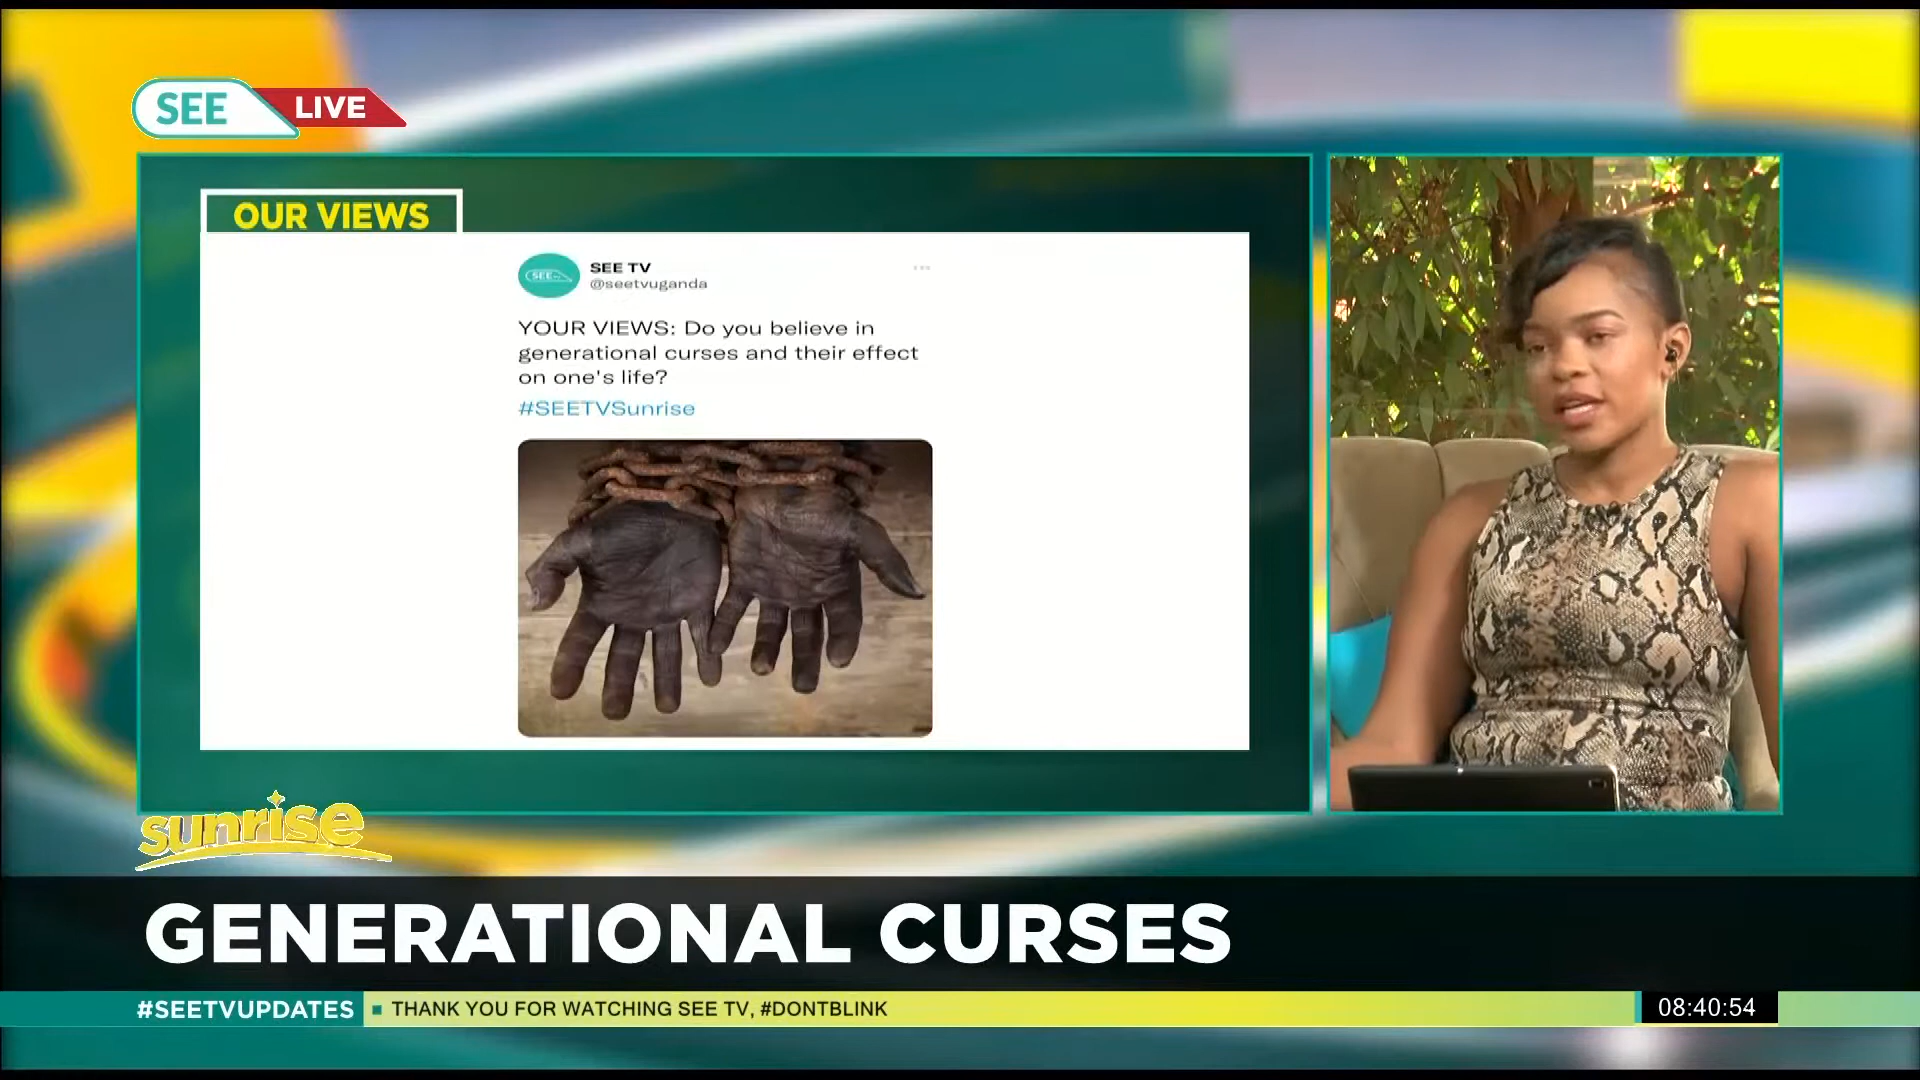 SEE LIVE
OUR VIEWS
SEE
SEE TV
@seetvuganda
YOUR VIEWS: Do you believe in
generational curses and their effect
on one's life?
#SEETVSunrise
sunrise
GENERATIONAL CURSES
#SEETVUPDATES THANK YOU FOR WATCHING SEE TV, #DONTBLINK 08:40:54